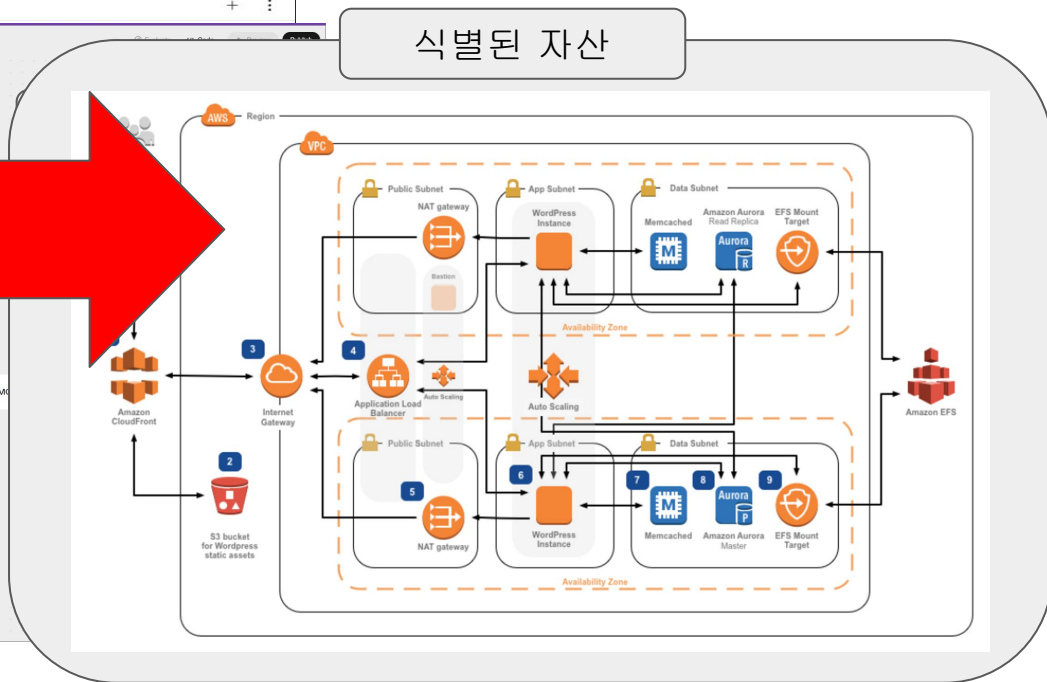 식별된 자산
AWS
Region
VPC
Public Subnet
App Subnet
Data Subnet
NAT gateway
WordPress
Instance
Memcached
Amazon Aurora
Read Replica
EFS Mount
Target
M
Aurora
R
Bastion
Availability Zone
3
4
Amazon
CloudFront
Internet
Gateway
Application Load
Balancer
Auto Scaling
Auto Scaling
Amazon EFS
Public Subnet
App Subnet
Data Subnet
2
5
6
7
8
9
M
Aurora
P
S3 bucket
for Wordpress
static assets
NAT gateway
WordPress
Instance
Memcached
Amazon Aurora
Master
EFS Mount
Target
Availability Zone